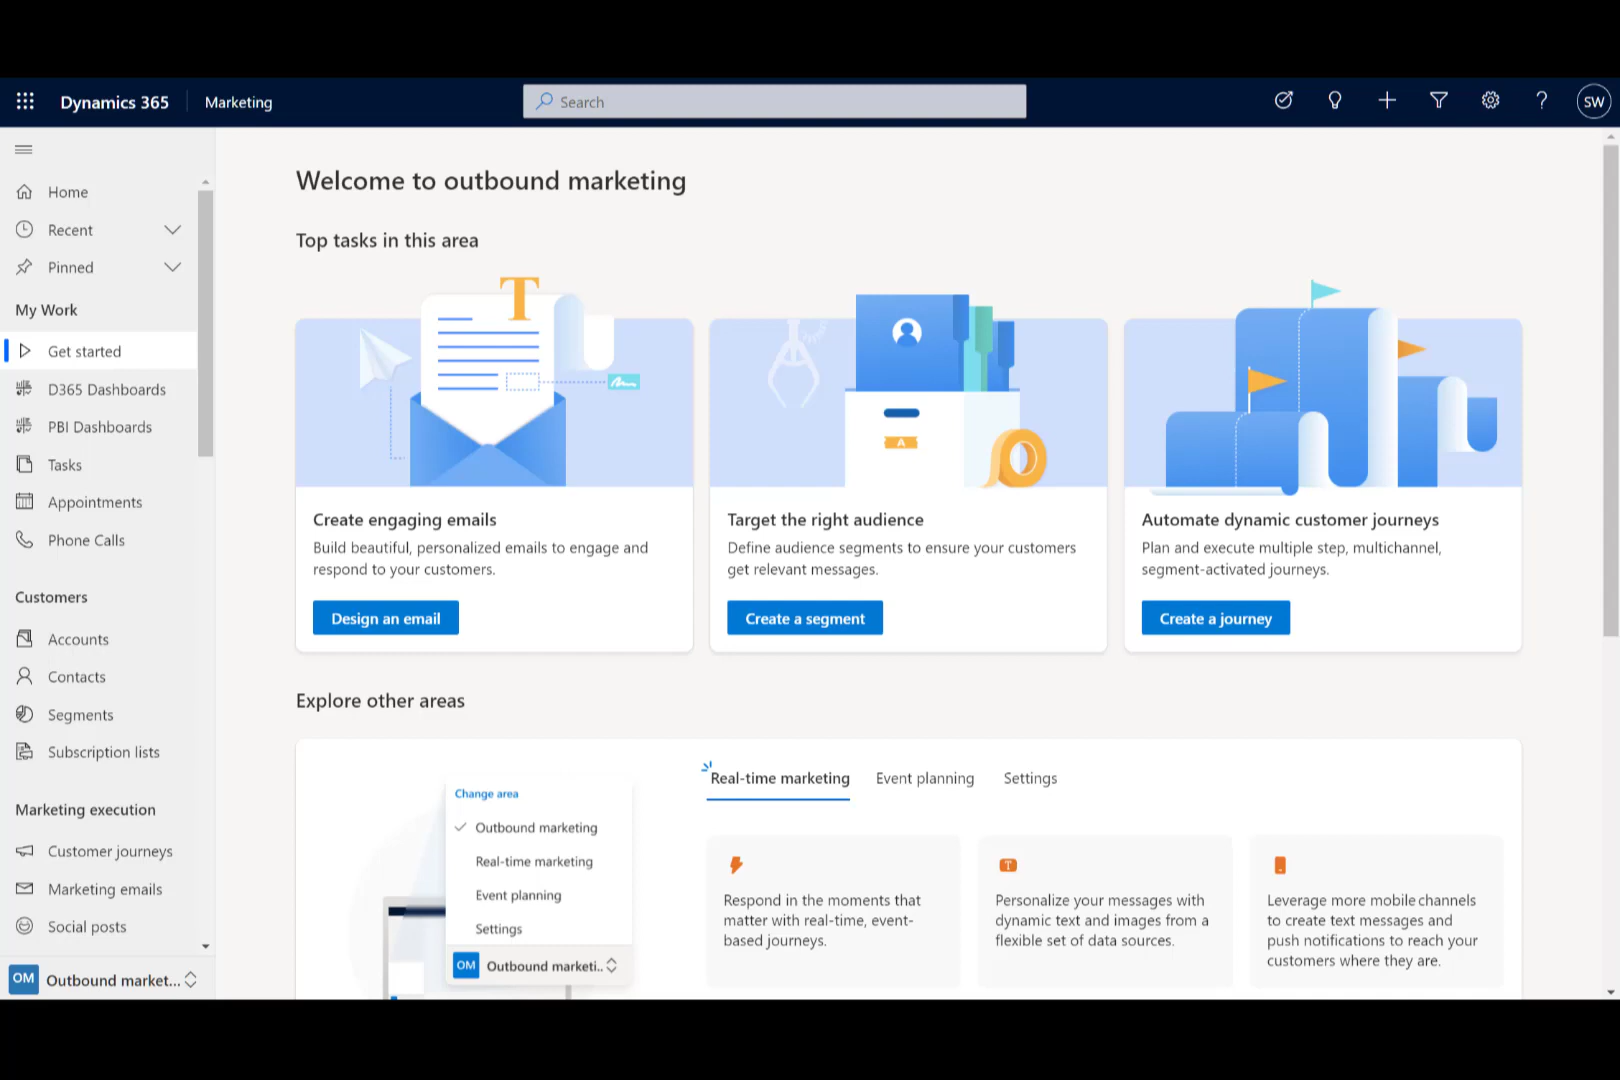 Dynamics 365
Marketing
Search
SW
Home
Recent
Pinned
My Work
Get started
D365 Dashboards
PBI Dashboards
Tasks
Appointments
Phone Calls
Customers
Accounts
Contacts
Segments
Subscription lists
Marketing execution
Customer journeys
Marketing emails
Social posts
OM
Outbound market...
Welcome to outbound marketing
Top tasks in this area
T
Create engaging emails
Build beautiful, personalized emails to engage and
respond to your customers.
Design an email
A
Target the right audience
Define audience segments to ensure your customers
get relevant messages.
Create a segment
Automate dynamic customer journeys
Plan and execute multiple step, multichannel,
segment-activated journeys.
Create a journey
Explore other areas
Change area
Outbound marketing
Real-time marketing
Event planning
Settings
OM
Outbound marketi..
Real-time marketing
Event planning
Settings
Respond in the moments that
matter with real-time, event-
based journeys.
T
Personalize your messages with
dynamic text and images from a
flexible set of data sources.
Leverage more mobile channels
to create text messages and
push notifications to reach your
customers where they are.